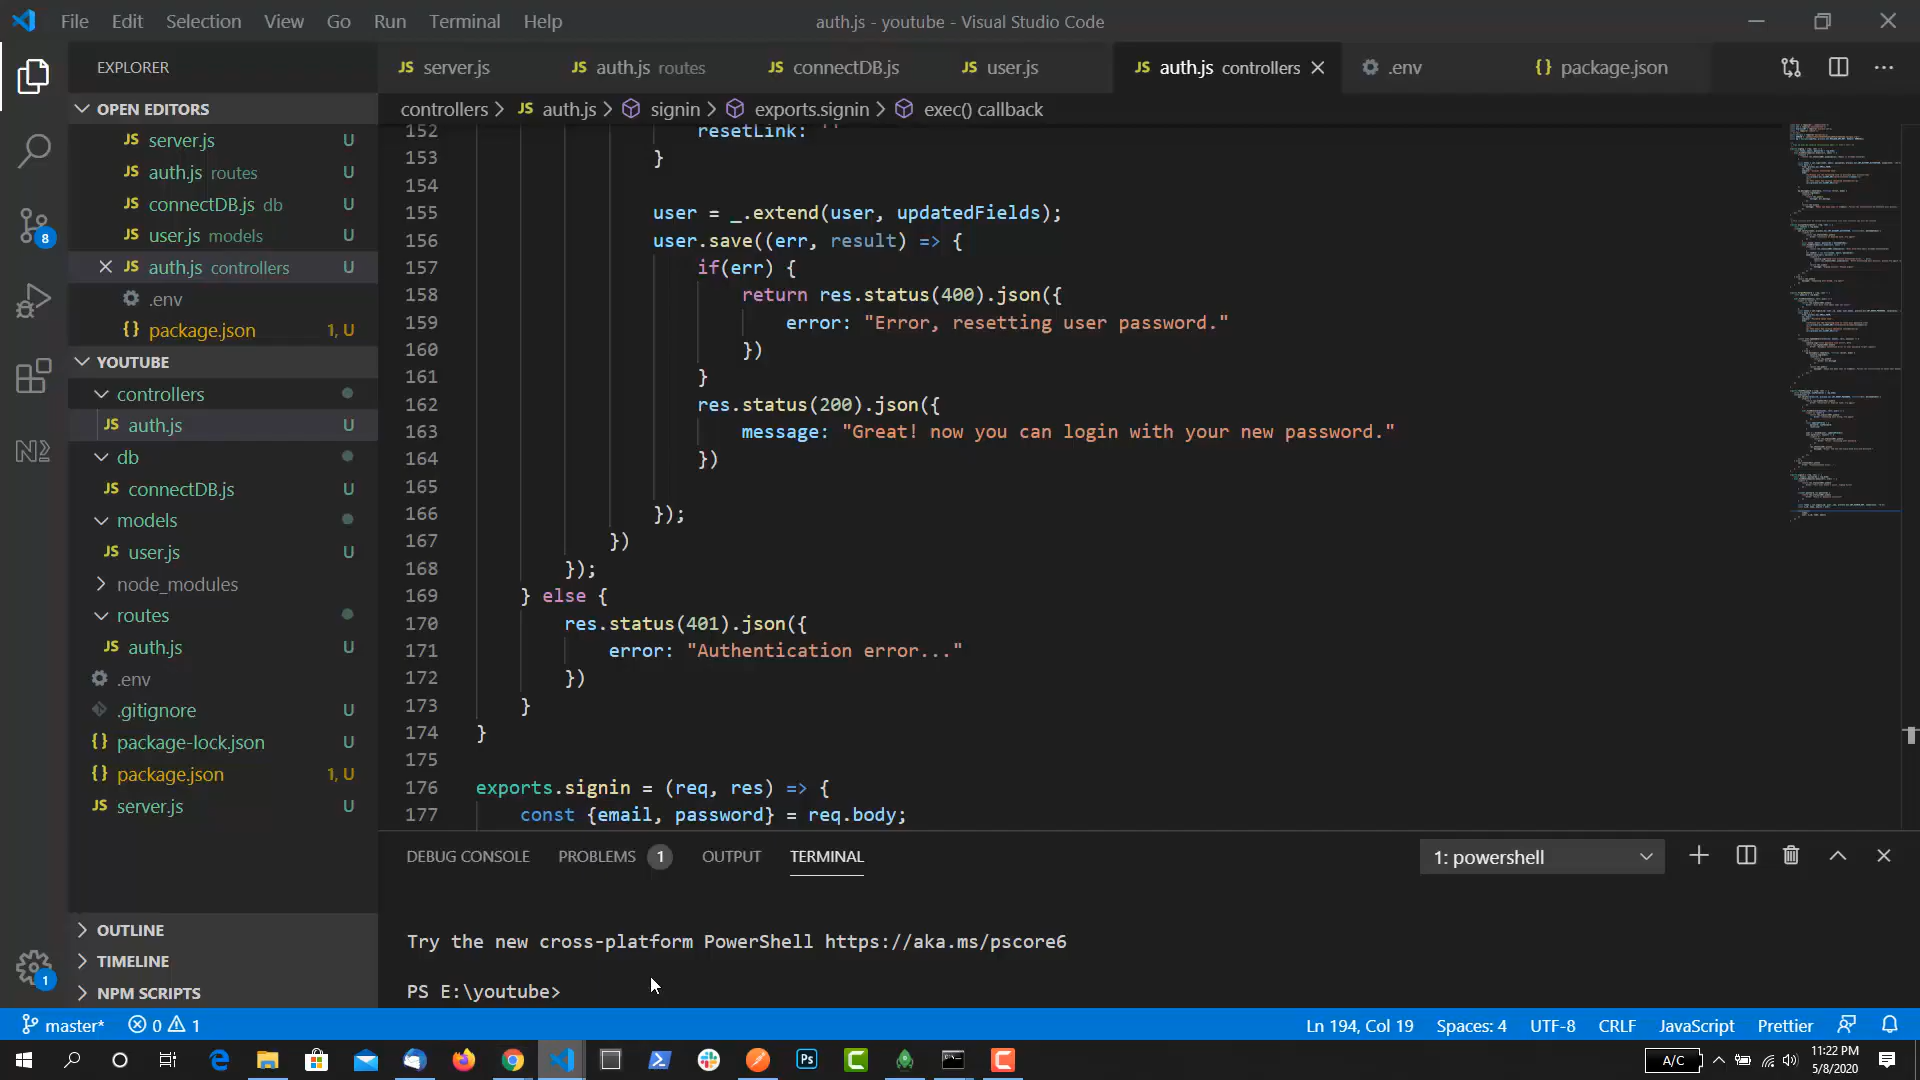 File Edit Selection View Go Run Terminal Help
auth.js - youtube - Visual Studio Code
EXPLORER
JS server.js
JS auth.js routes
JS connectDB.js
JS user.js
JS auth.js controllers
.env
{} package.json
controllers > JS auth.js > signin > exports.signin > exec() callback
OPEN EDITORS
JS server.js U
JS auth.js routes U
JS connectDB.js db U
JS user.js models U
JS auth.js controllers U
.env
{} package.json 1, U
YOUTUBE
controllers
JS auth.js U
db
JS connectDB.js U
models
JS user.js U
node_modules
routes
JS auth.js U
.env
.gitignore U
{} package-lock.json U
{} package.json 1, U
JS server.js U
OUTLINE
TIMELINE
NPM SCRIPTS
8
1
152 resetLink: ''
153 }
154
155 user = _.extend(user, updatedFields);
156 user.save((err, result) => {
157 if(err) {
158 return res.status(400).json({
159 error: "Error, resetting user password."
160 })
161 }
162 res.status(200).json({
163 message: "Great! now you can login with your new password."
164 })
165
166 });
167 })
168 });
169 } else {
170 res.status(401).json({
171 error: "Authentication error..."
172 })
173 }
174 }
175
176 exports.signin = (req, res) => {
177 const {email, password} = req.body;
DEBUG CONSOLE PROBLEMS 1 OUTPUT TERMINAL
1: powershell
Try the new cross-platform PowerShell https://aka.ms/pscore6
PS E:\youtube>
master* 0 1
Ln 194, Col 19 Spaces: 4 UTF-8 CRLF JavaScript Prettier
Ps
A/C
11:22 PM
5/8/2020